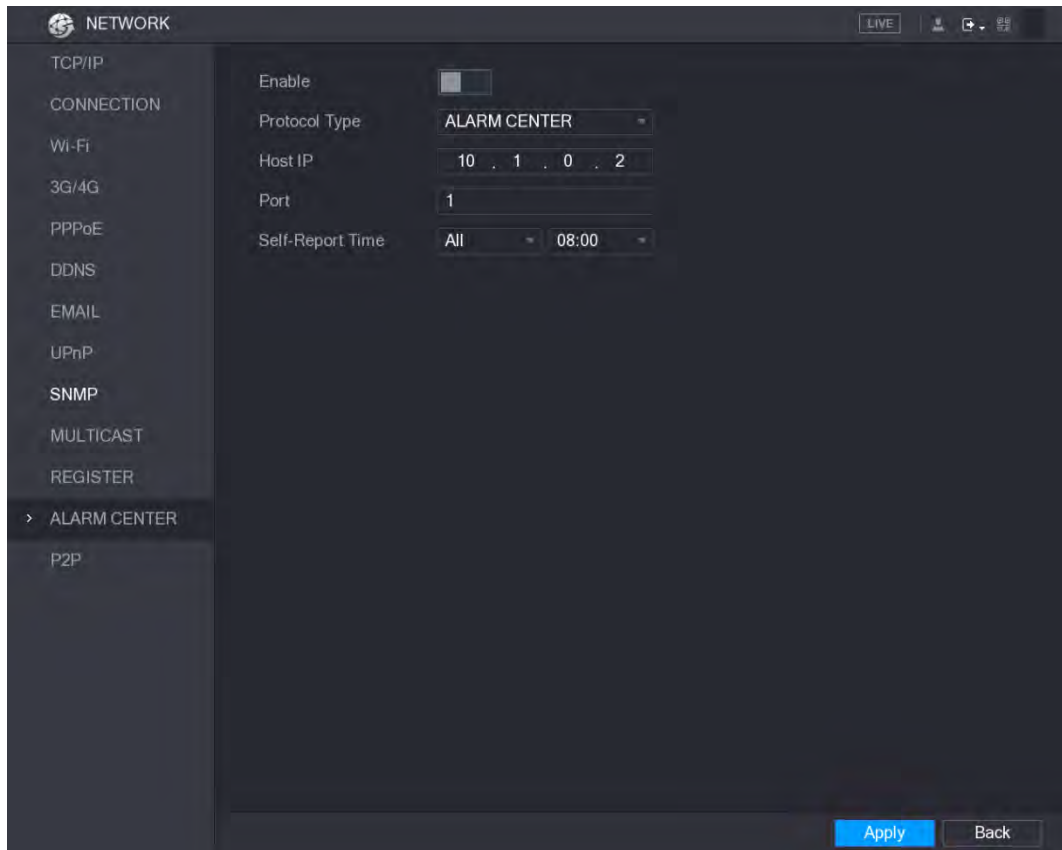 NETWORK
LIVE
TCP/IP
CONNECTION
Wi-Fi
3G/4G
PPPoE
DDNS
EMAIL
UPnP
SNMP
MULTICAST
REGISTER
> ALARM CENTER
P2P
Enable
Protocol Type ALARM CENTER
Host IP 10 . 1 . 0 . 2
Port 1
Self-Report Time All 08:00
Apply Back